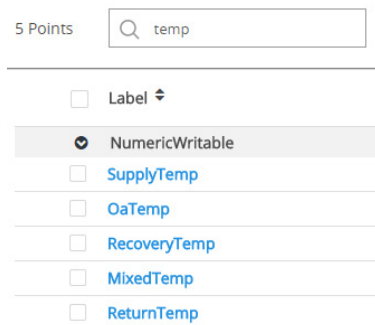 5 Points temp
Label
NumericWritable
SupplyTemp
OaTemp
RecoveryTemp
MixedTemp
ReturnTemp